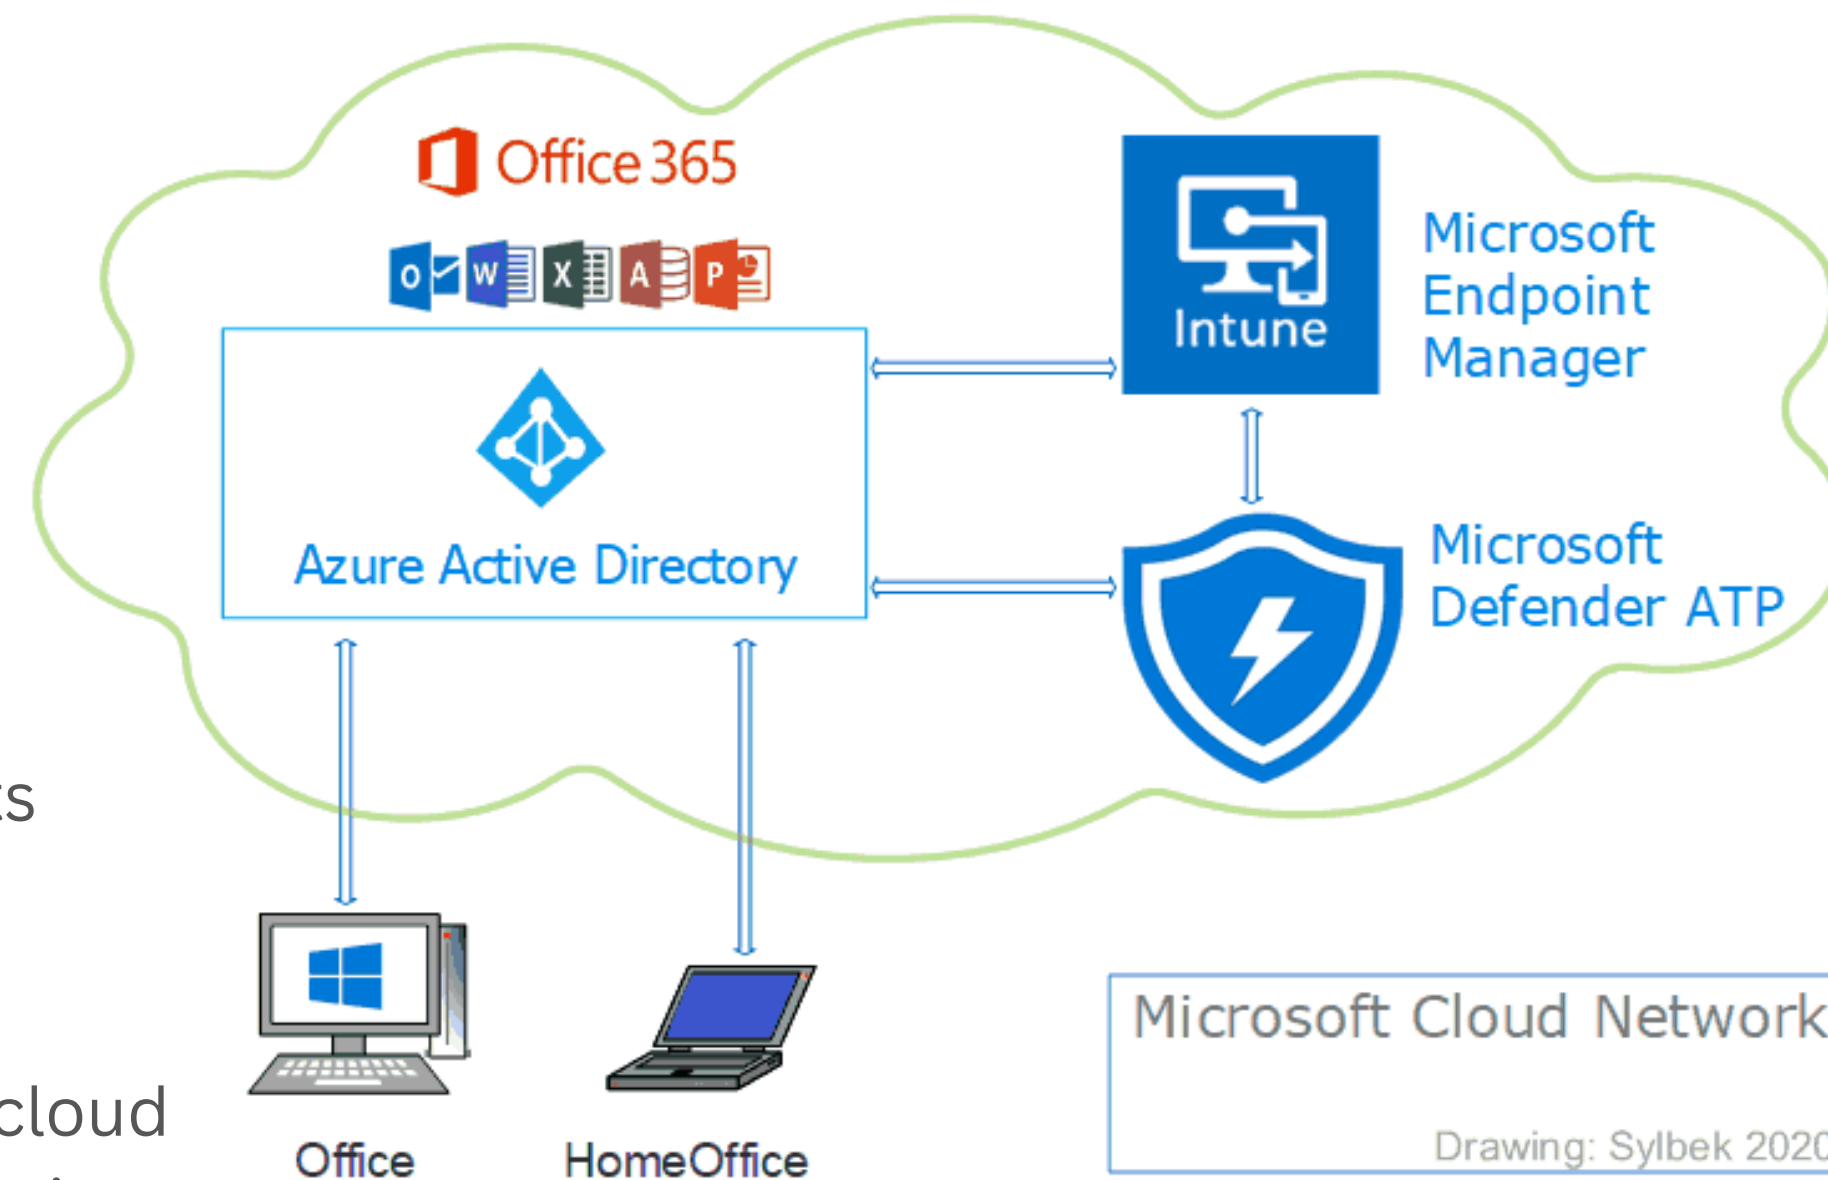 Office 365
O W X A P
Intune
Microsoft
Endpoint
Manager
Azure Active Directory
Microsoft
Defender ATP
ts
cloud
Office
HomeOffice
Microsoft Cloud Network
Drawing: Sylbek 2020